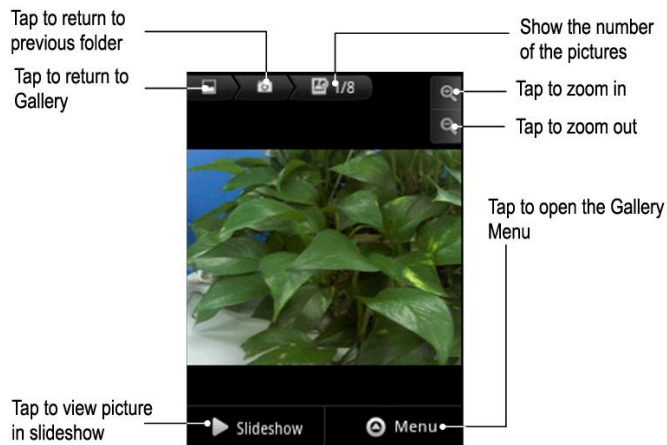 Tap to return to
previous folder
Show the number
of the pictures
Tap to return to
Gallery
1/8
Tap to zoom in
Tap to zoom out
Tap to open the Gallery
Menu
Tap to view picture
in slideshow
Slideshow
Menu